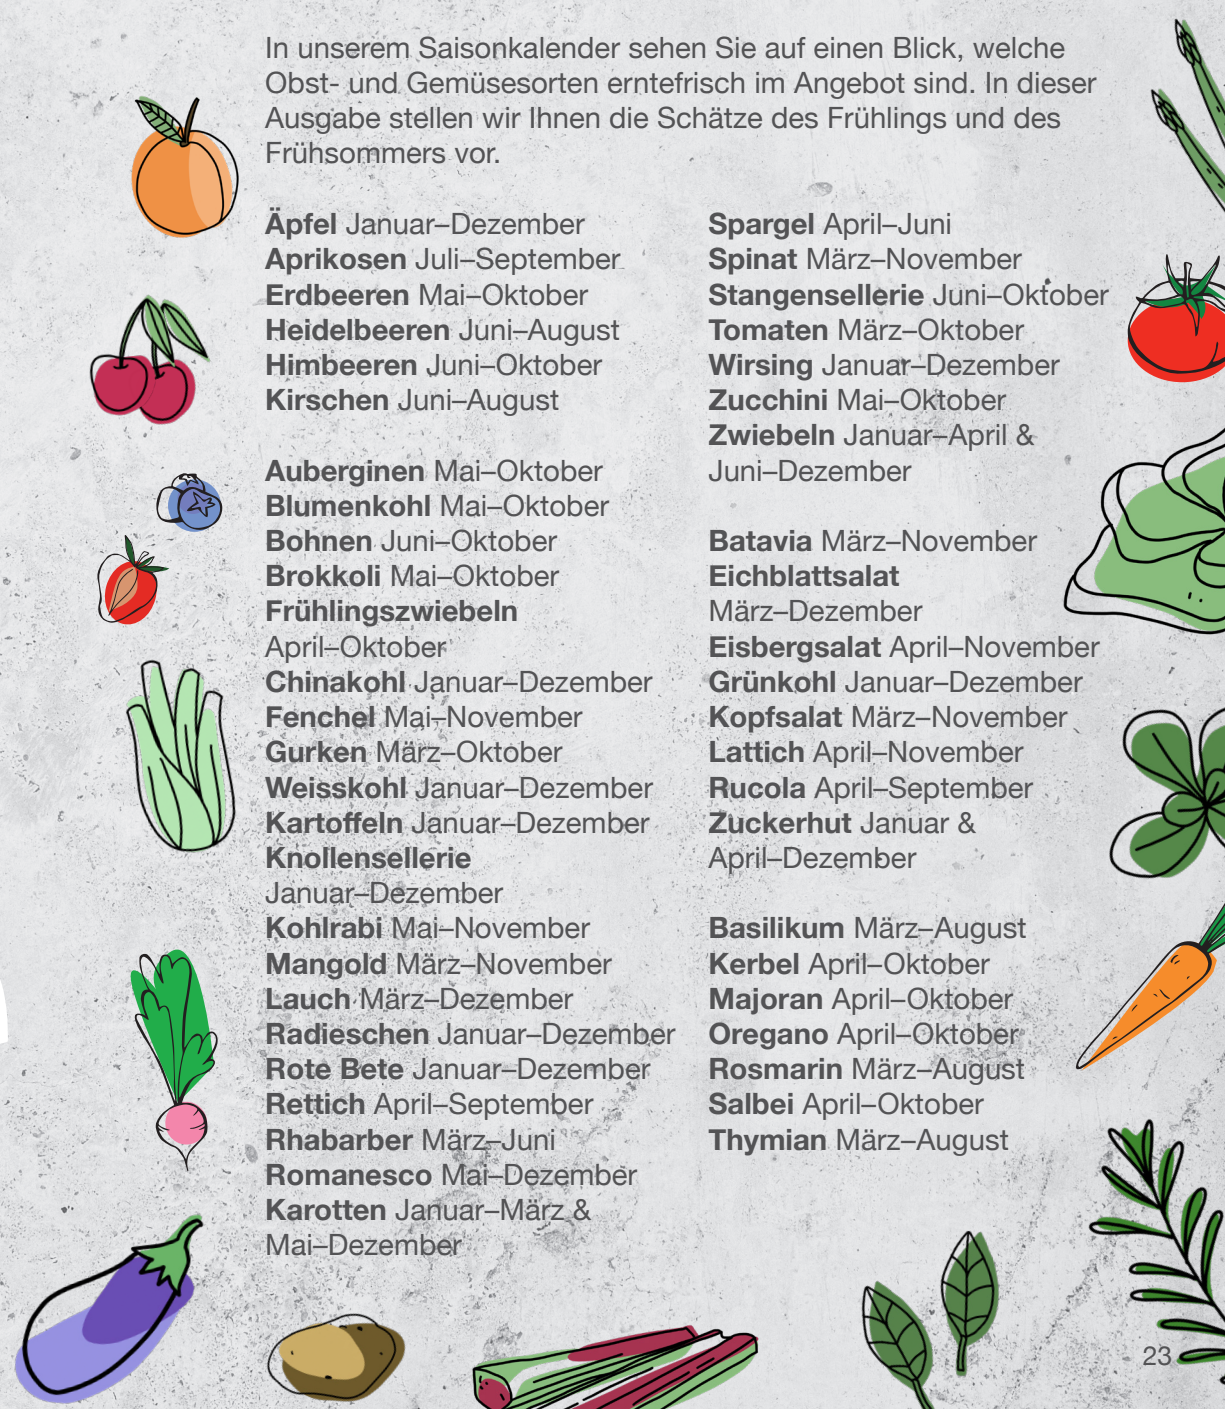 In unserem Saisonkalender sehen Sie auf einen Blick, welche
Obst- und Gemüsesorten erntefrisch im Angebot sind. In dieser
Ausgabe stellen wir Ihnen die Schätze des Frühlings und des
Frühsommers vor.
Äpfel Januar–Dezember
Aprikosen Juli–September
Erdbeeren Mai–Oktober
Heidelbeeren Juni–August
Himbeeren Juni–Oktober
Kirschen Juni–August
Auberginen Mai–Oktober
Blumenkohl Mai–Oktober
Bohnen Juni–Oktober
Brokkoli Mai–Oktober
Frühlingszwiebeln
April–Oktober
Chinakohl Januar–Dezember
Fenchel Mai–November
Gurken März–Oktober
Weisskohl Januar–Dezember
Kartoffeln Januar–Dezember
Knollensellerie
Januar–Dezember
Kohlrabi Mai–November
Mangold März–November
Lauch März–Dezember
Radieschen Januar–Dezember
Rote Bete Januar–Dezember
Rettich April–September
Rhabarber März–Juni
Romanesco Mai–Dezember
Karotten Januar–März &
Mai–Dezember
Spargel April–Juni
Spinat März–November
Stangensellerie Juni–Oktober
Tomaten März–Oktober
Wirsing Januar–Dezember
Zucchini Mai–Oktober
Zwiebeln Januar–April &
Juni–Dezember
Batavia März–November
Eichblattsalat
März–Dezember
Eisbergsalat April–November
Grünkohl Januar–Dezember
Kopfsalat März–November
Lattich April–November
Rucola April–September
Zuckerhut Januar &
April–Dezember
Basilikum März–August
Kerbel April–Oktober
Majoran April–Oktober
Oregano April–Oktober
Rosmarin März–August
Salbei April–Oktober
Thymian März–August
23